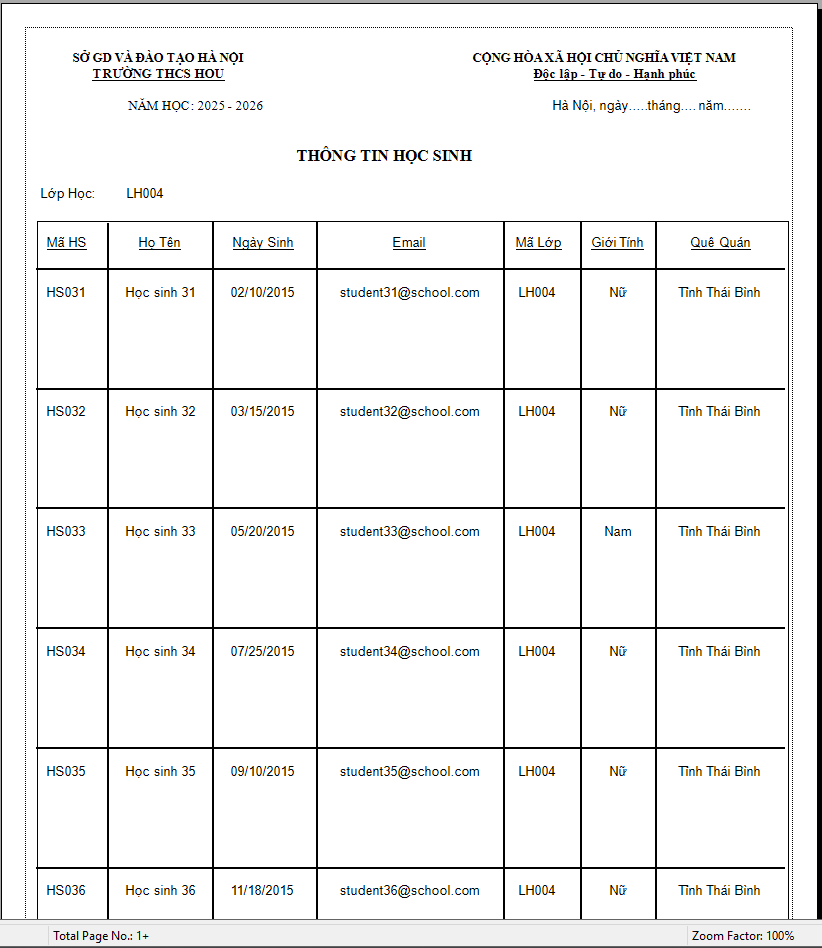 SỞ GD VÀ ĐÀO TẠO HÀ NỘI
TRƯỜNG THCS HOU
CỘNG HÒA XÃ HỘI CHỦ NGHĨA VIỆT NAM
Độc lập - Tự do - Hạnh phúc
NĂM HỌC: 2025 - 2026
Hà Nội, ngày.....tháng.... năm.......
THÔNG TIN HỌC SINH
Lớp Học: LH004
Mã HS Họ Tên Ngày Sinh Email Mã Lớp Giới Tính Quê Quán
HS031 Học sinh 31 02/10/2015 student31@school.com LH004 Nữ Tỉnh Thái Bình
HS032 Học sinh 32 03/15/2015 student32@school.com LH004 Nữ Tỉnh Thái Bình
HS033 Học sinh 33 05/20/2015 student33@school.com LH004 Nam Tỉnh Thái Bình
HS034 Học sinh 34 07/25/2015 student34@school.com LH004 Nữ Tỉnh Thái Bình
HS035 Học sinh 35 09/10/2015 student35@school.com LH004 Nữ Tỉnh Thái Bình
HS036 Học sinh 36 11/18/2015 student36@school.com LH004 Nữ Tỉnh Thái Bình
Total Page No.: 1+ Zoom Factor: 100%